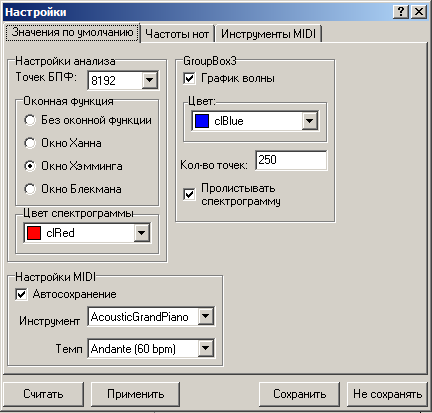 Настройки
Значения по умолчанию
Частоты нот
Инструменты MIDI
Настройки анализа
Точек БПФ: 8192
Оконная функция
Без оконной функции
Окно Ханна
Окно Хэмминга
Окно Блекмана
Цвет спектрограммы
clRed
GroupBox3
График волны
Цвет:
clBlue
Кол-во точек: 250
Пролистывать
спектрограмму
Настройки MIDI
Автосохранение
Инструмент AcousticGrandPiano
Темп Andante (60 bpm)
Считать
Применить
Сохранить
Не сохранять